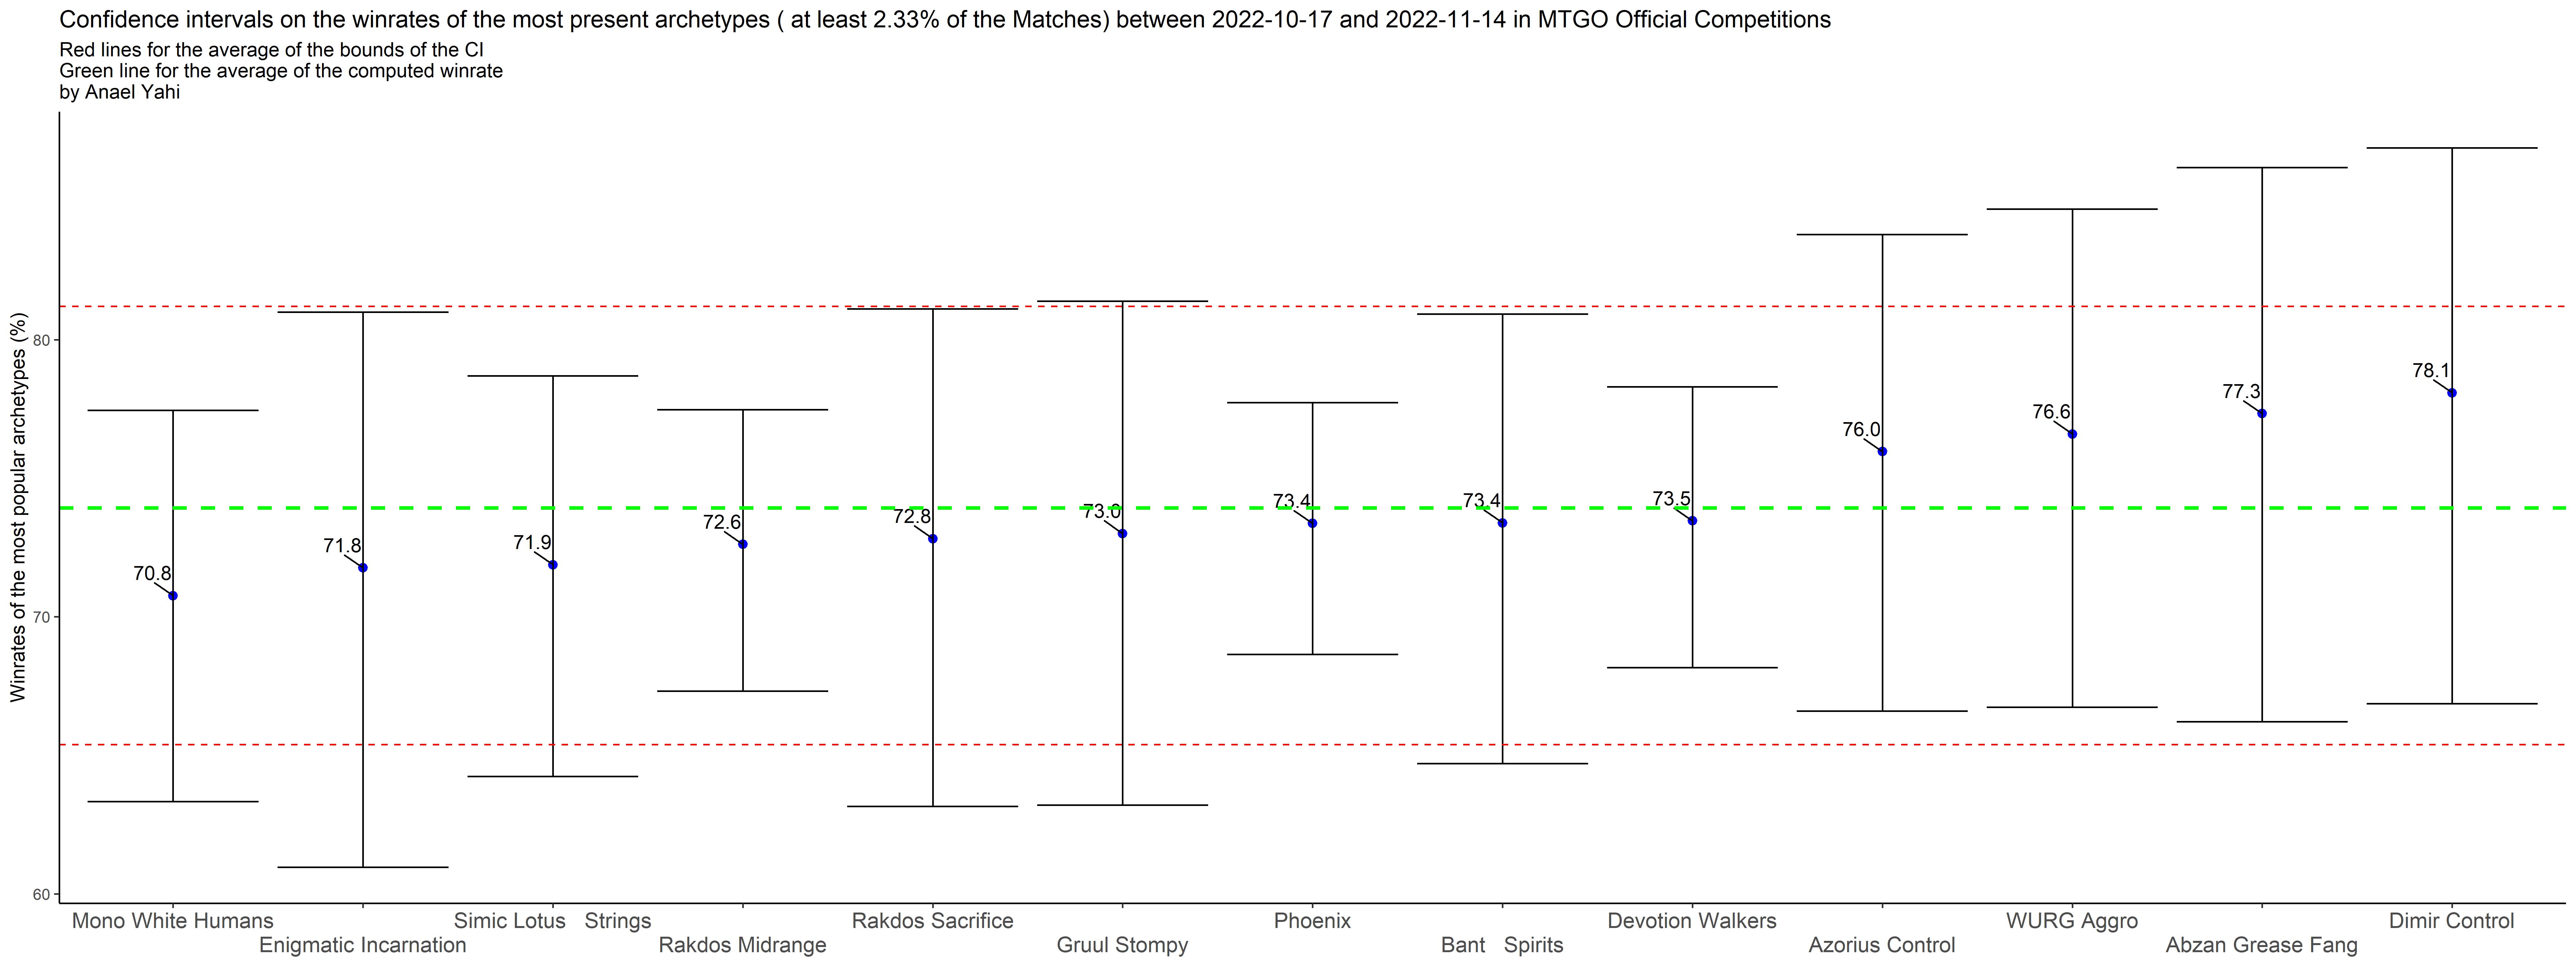 Confidence intervals on the winrates of the most present archetypes ( at least 2.33% of the Matches) between 2022-10-17 and 2022-11-14 in MTGO Official Competitions
Red lines for the average of the bounds of the CI
Green line for the average of the computed winrate
by Anael Yahi
Winrates of the most popular archetypes (%)
80
70
60
70.8
71.8
71.9
72.6
72.8
73.0
73.4
73.4
73.5
76.0
76.6
77.3
78.1
Mono White Humans
Enigmatic Incarnation
Simic Lotus   Strings
Rakdos Midrange
Rakdos Sacrifice
Gruul Stompy
Phoenix
Bant   Spirits
Devotion Walkers
Azorius Control
WURG Aggro
Abzan Grease Fang
Dimir Control